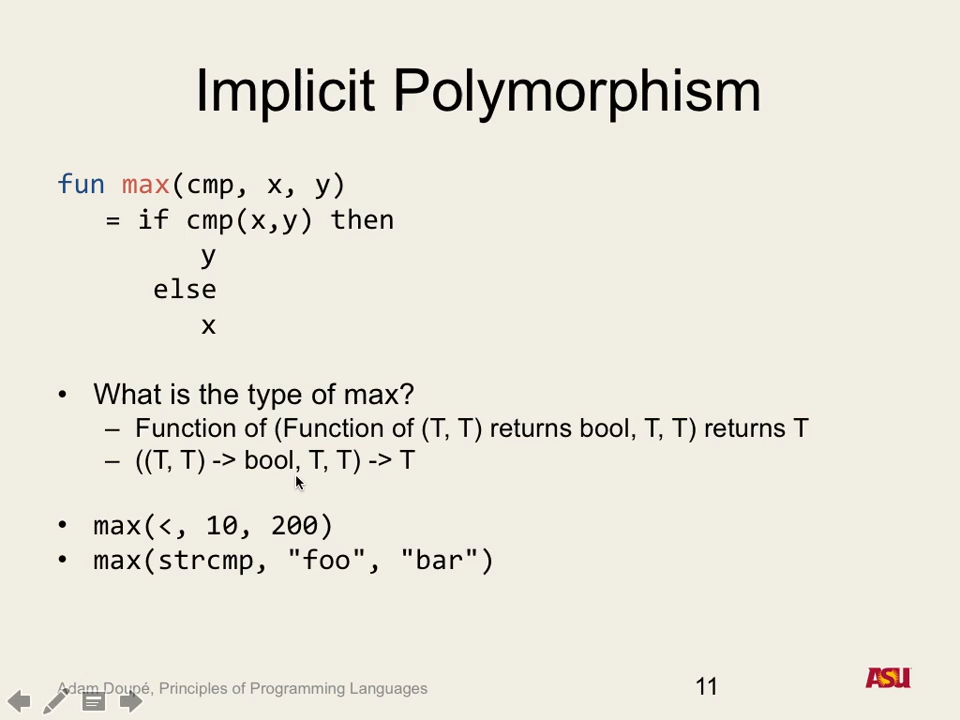 Implicit Polymorphism
fun max(cmp, x, y)
= if cmp(x,y) then
y
else
x
• What is the type of max?
– Function of (Function of (T, T) returns bool, T, T) returns T
– ((T, T) -> bool, T, T) -> T
• max(<, 10, 200)
• max(strcmp, "foo", "bar")
Adam Doupé, Principles of Programming Languages
11
ASU